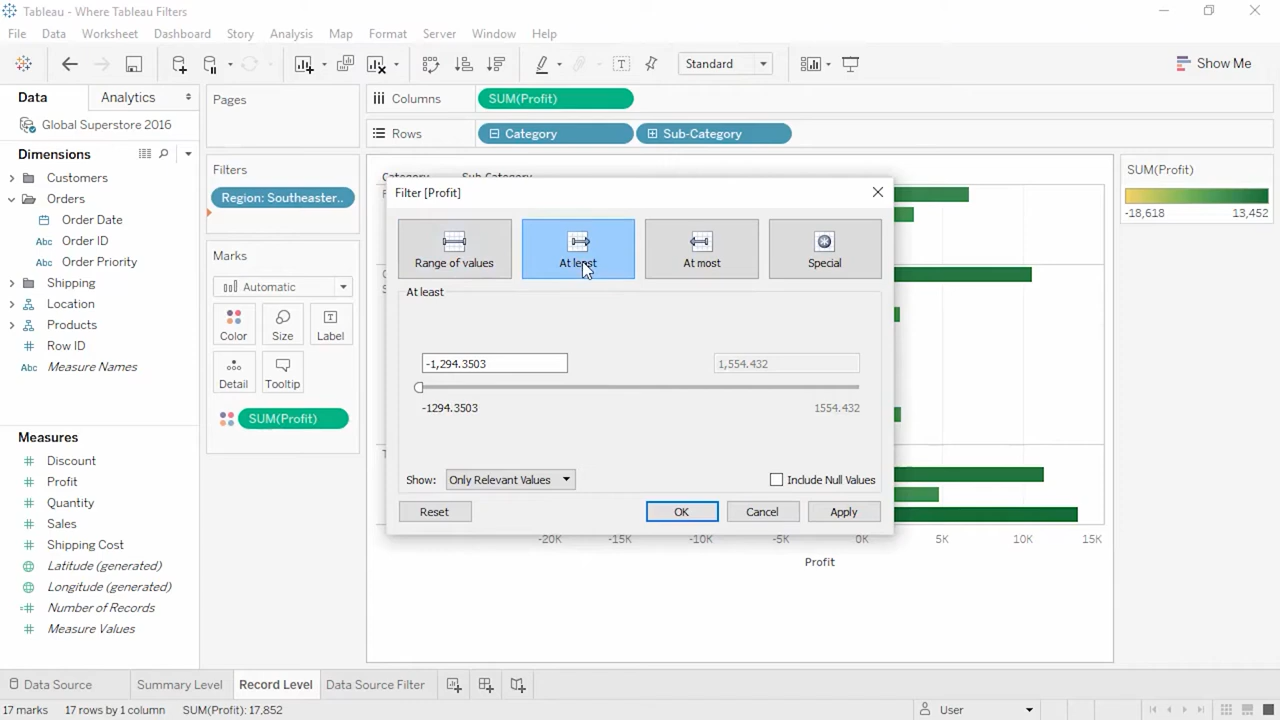 Tableau - Where Tableau Filters
File Data Worksheet Dashboard Story Analysis Map Format Server Window Help
Standard
Show Me
Data Analytics
Global Superstore 2016
Dimensions
Customers
Orders
Order Date
Abc Order ID
Abc Order Priority
Shipping
Location
Products
Abc Row ID
Abc Measure Names
Measures
Discount
Profit
Quantity
Sales
Shipping Cost
Latitude (generated)
Longitude (generated)
Number of Records
Measure Values
Pages
Filters
Region: Southeaster..
Marks
Automatic
Color Size Label
Detail Tooltip
SUM(Profit)
Columns SUM(Profit)
Rows Category Sub-Category
Category Sub-Category
Filter [Profit]
Range of values At least At most Special
At least
-1,294.3503 1,554.432
-1294.3503 1554.432
Show: Only Relevant Values Include Null Values
Reset OK Cancel Apply
-20K -15K -10K -5K 0K 5K 10K 15K
Profit
SUM(Profit)
-18,618 13,452
Data Source Summary Level Record Level Data Source Filter
17 marks 17 rows by 1 column SUM(Profit): 17,852 User